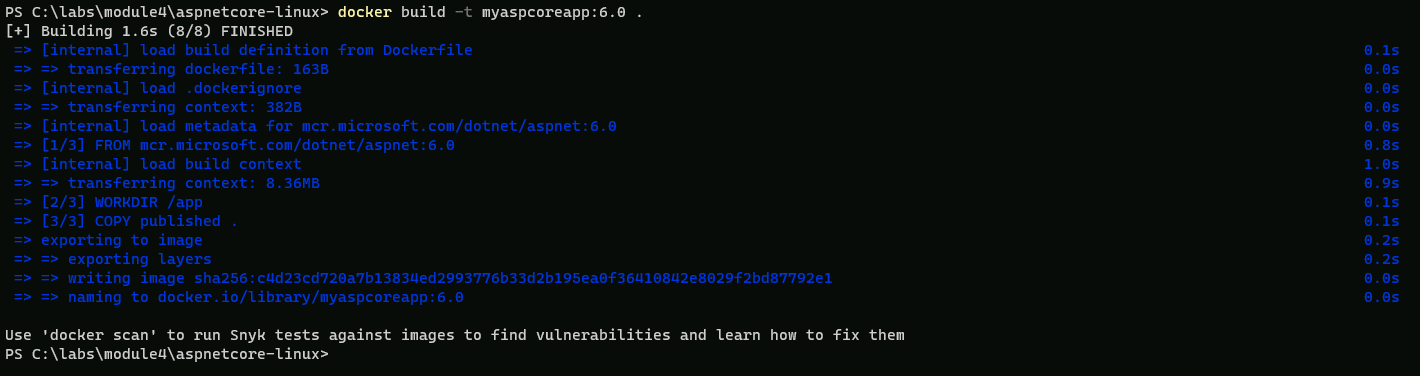 PS C:\labs\module4\aspnetcore-linux> docker build -t myaspcoreapp:6.0 .
[+] Building 1.6s (8/8) FINISHED
=> [internal] load build definition from Dockerfile 0.1s
=> => transferring dockerfile: 163B 0.0s
=> [internal] load .dockerignore 0.0s
=> => transferring context: 382B 0.0s
=> [internal] load metadata for mcr.microsoft.com/dotnet/aspnet:6.0 0.0s
=> [1/3] FROM mcr.microsoft.com/dotnet/aspnet:6.0 0.8s
=> [internal] load build context 1.0s
=> => transferring context: 8.36MB 0.9s
=> [2/3] WORKDIR /app 0.1s
=> [3/3] COPY published . 0.1s
=> exporting to image 0.2s
=> => exporting layers 0.2s
=> => writing image sha256:c4d23cd720a7b13834ed2993776b33d2b195ea0f36410842e8029f2bd87792e1 0.0s
=> => naming to docker.io/library/myaspcoreapp:6.0 0.0s
Use 'docker scan' to run Snyk tests against images to find vulnerabilities and learn how to fix them
PS C:\labs\module4\aspnetcore-linux>